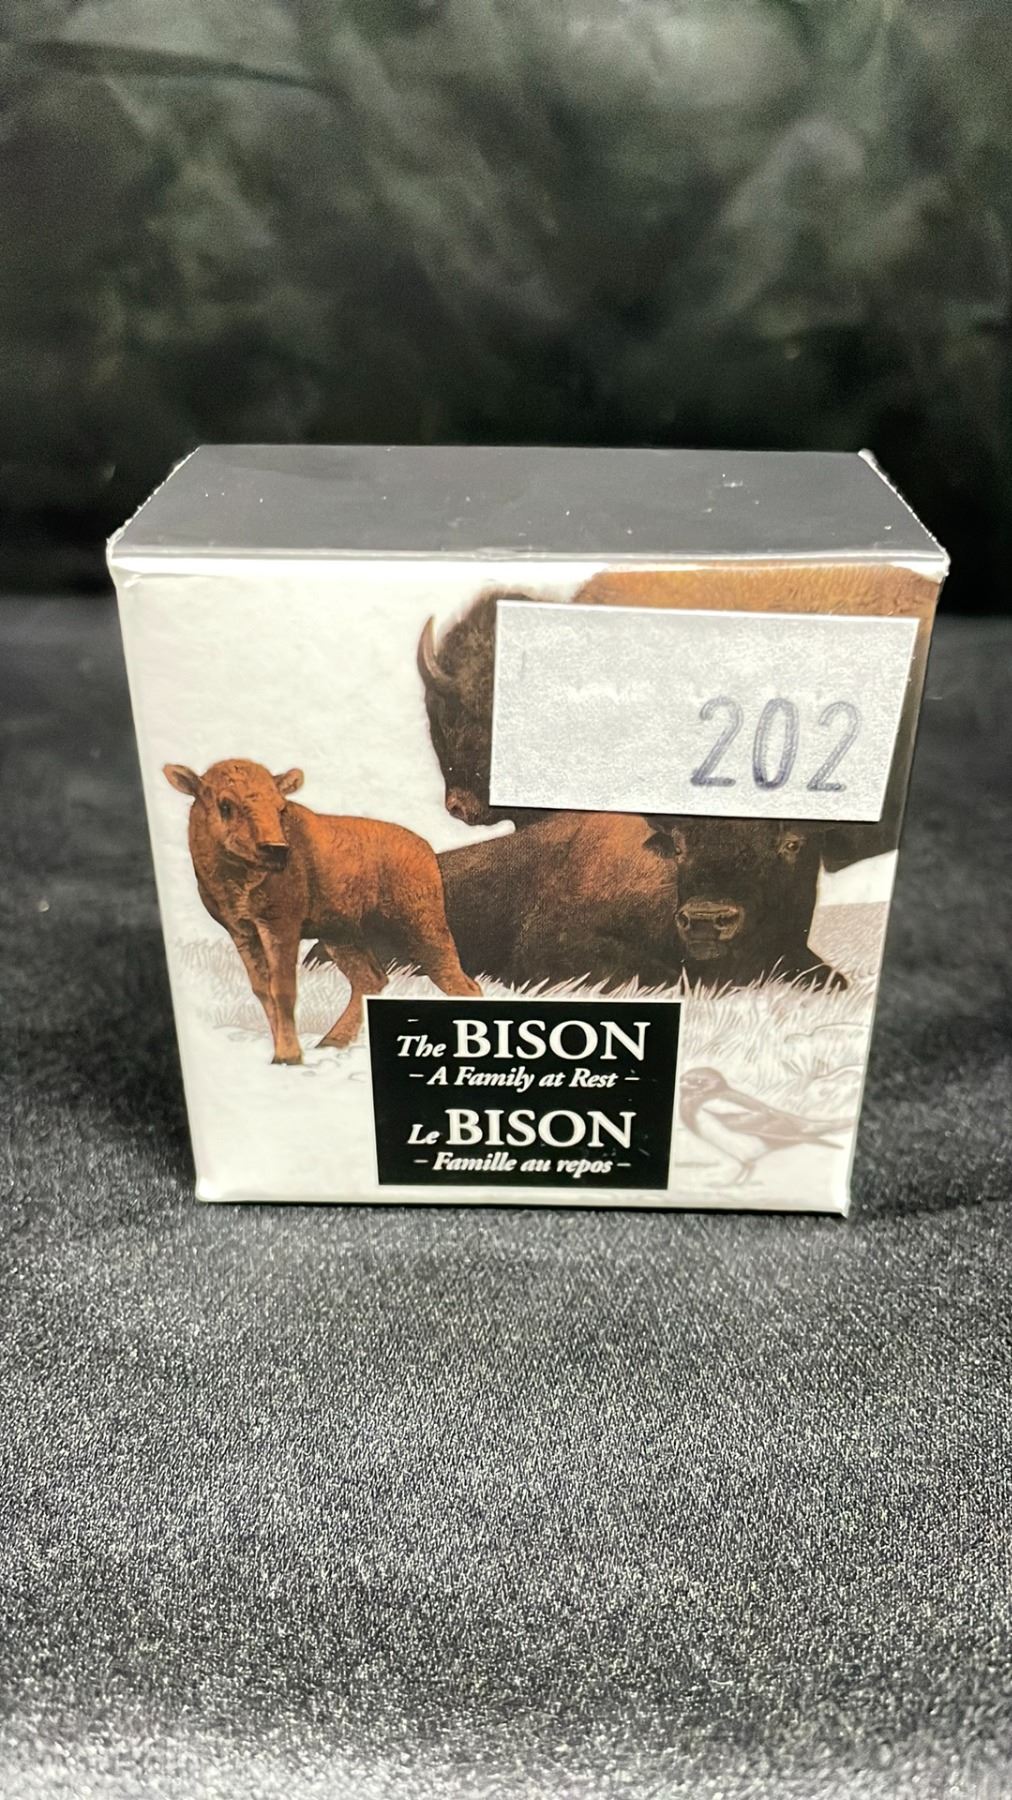 202
The BISON
– A Family at Rest –
Le BISON
– Famille au repos –